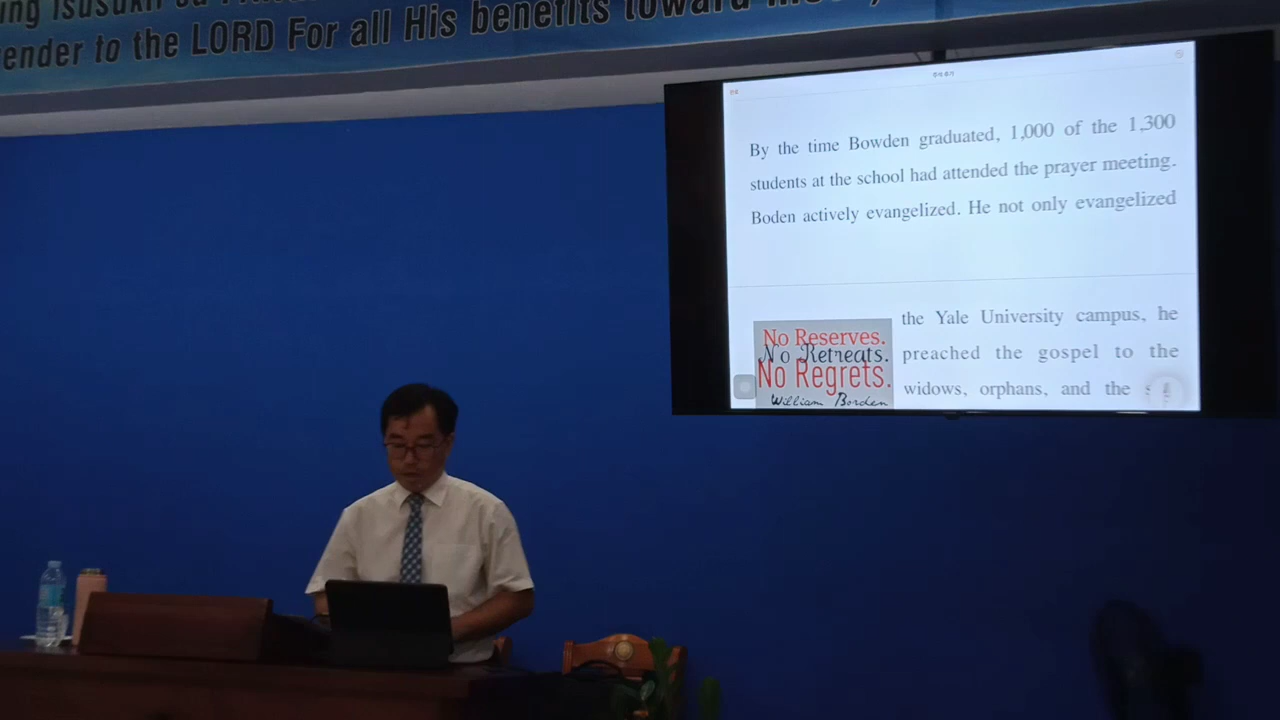 ender to the LORD For all His benefits toward
By the time Bowden graduated, 1,000 of the 1,300
students at the school had attended the prayer meeting.
Boden actively evangelized. He not only evangelized
the Yale University campus, he
preached the gospel to the
widows, orphans, and the
No Reserves.
No Retreats.
No Regrets.
William Borden